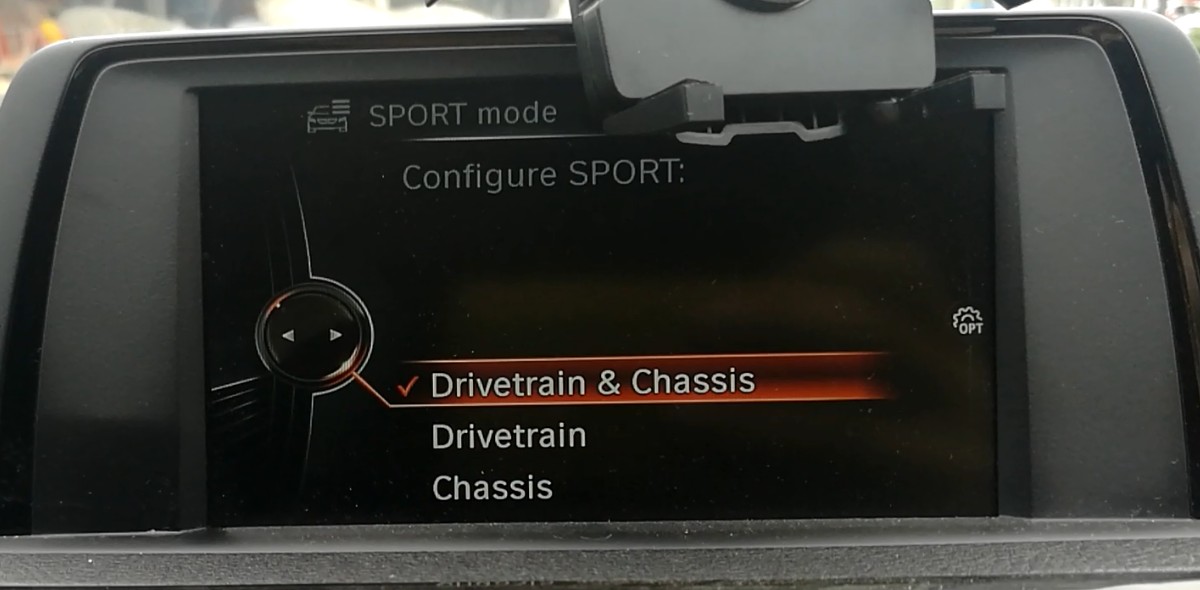 SPORT mode
Configure SPORT:
OPT
Drivetrain & Chassis
Drivetrain
Chassis